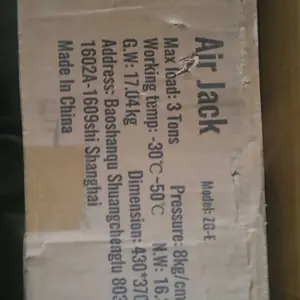 Air Jack
Model: ZG-E
Max load: 3 Tons Pressure: 8kg/cm
Working temp: -30℃~50℃
G.W: 17.04kg N.W: 16.
Dimension: 430*370
Address: Baoshanqu Shuangchenglu 803
1602A-1609shi Shanghai
Made In China